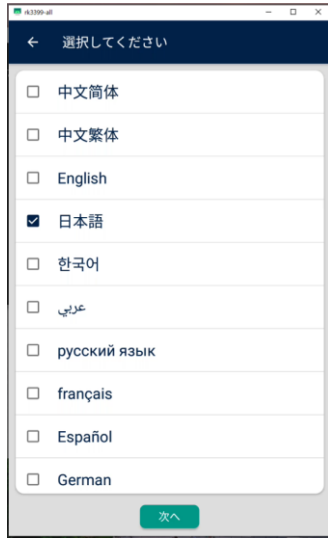 rk3399-all
選択してください
中文简体
中文繁体
English
日本語
한국어
عربي
русский язык
français
Español
German
次へ